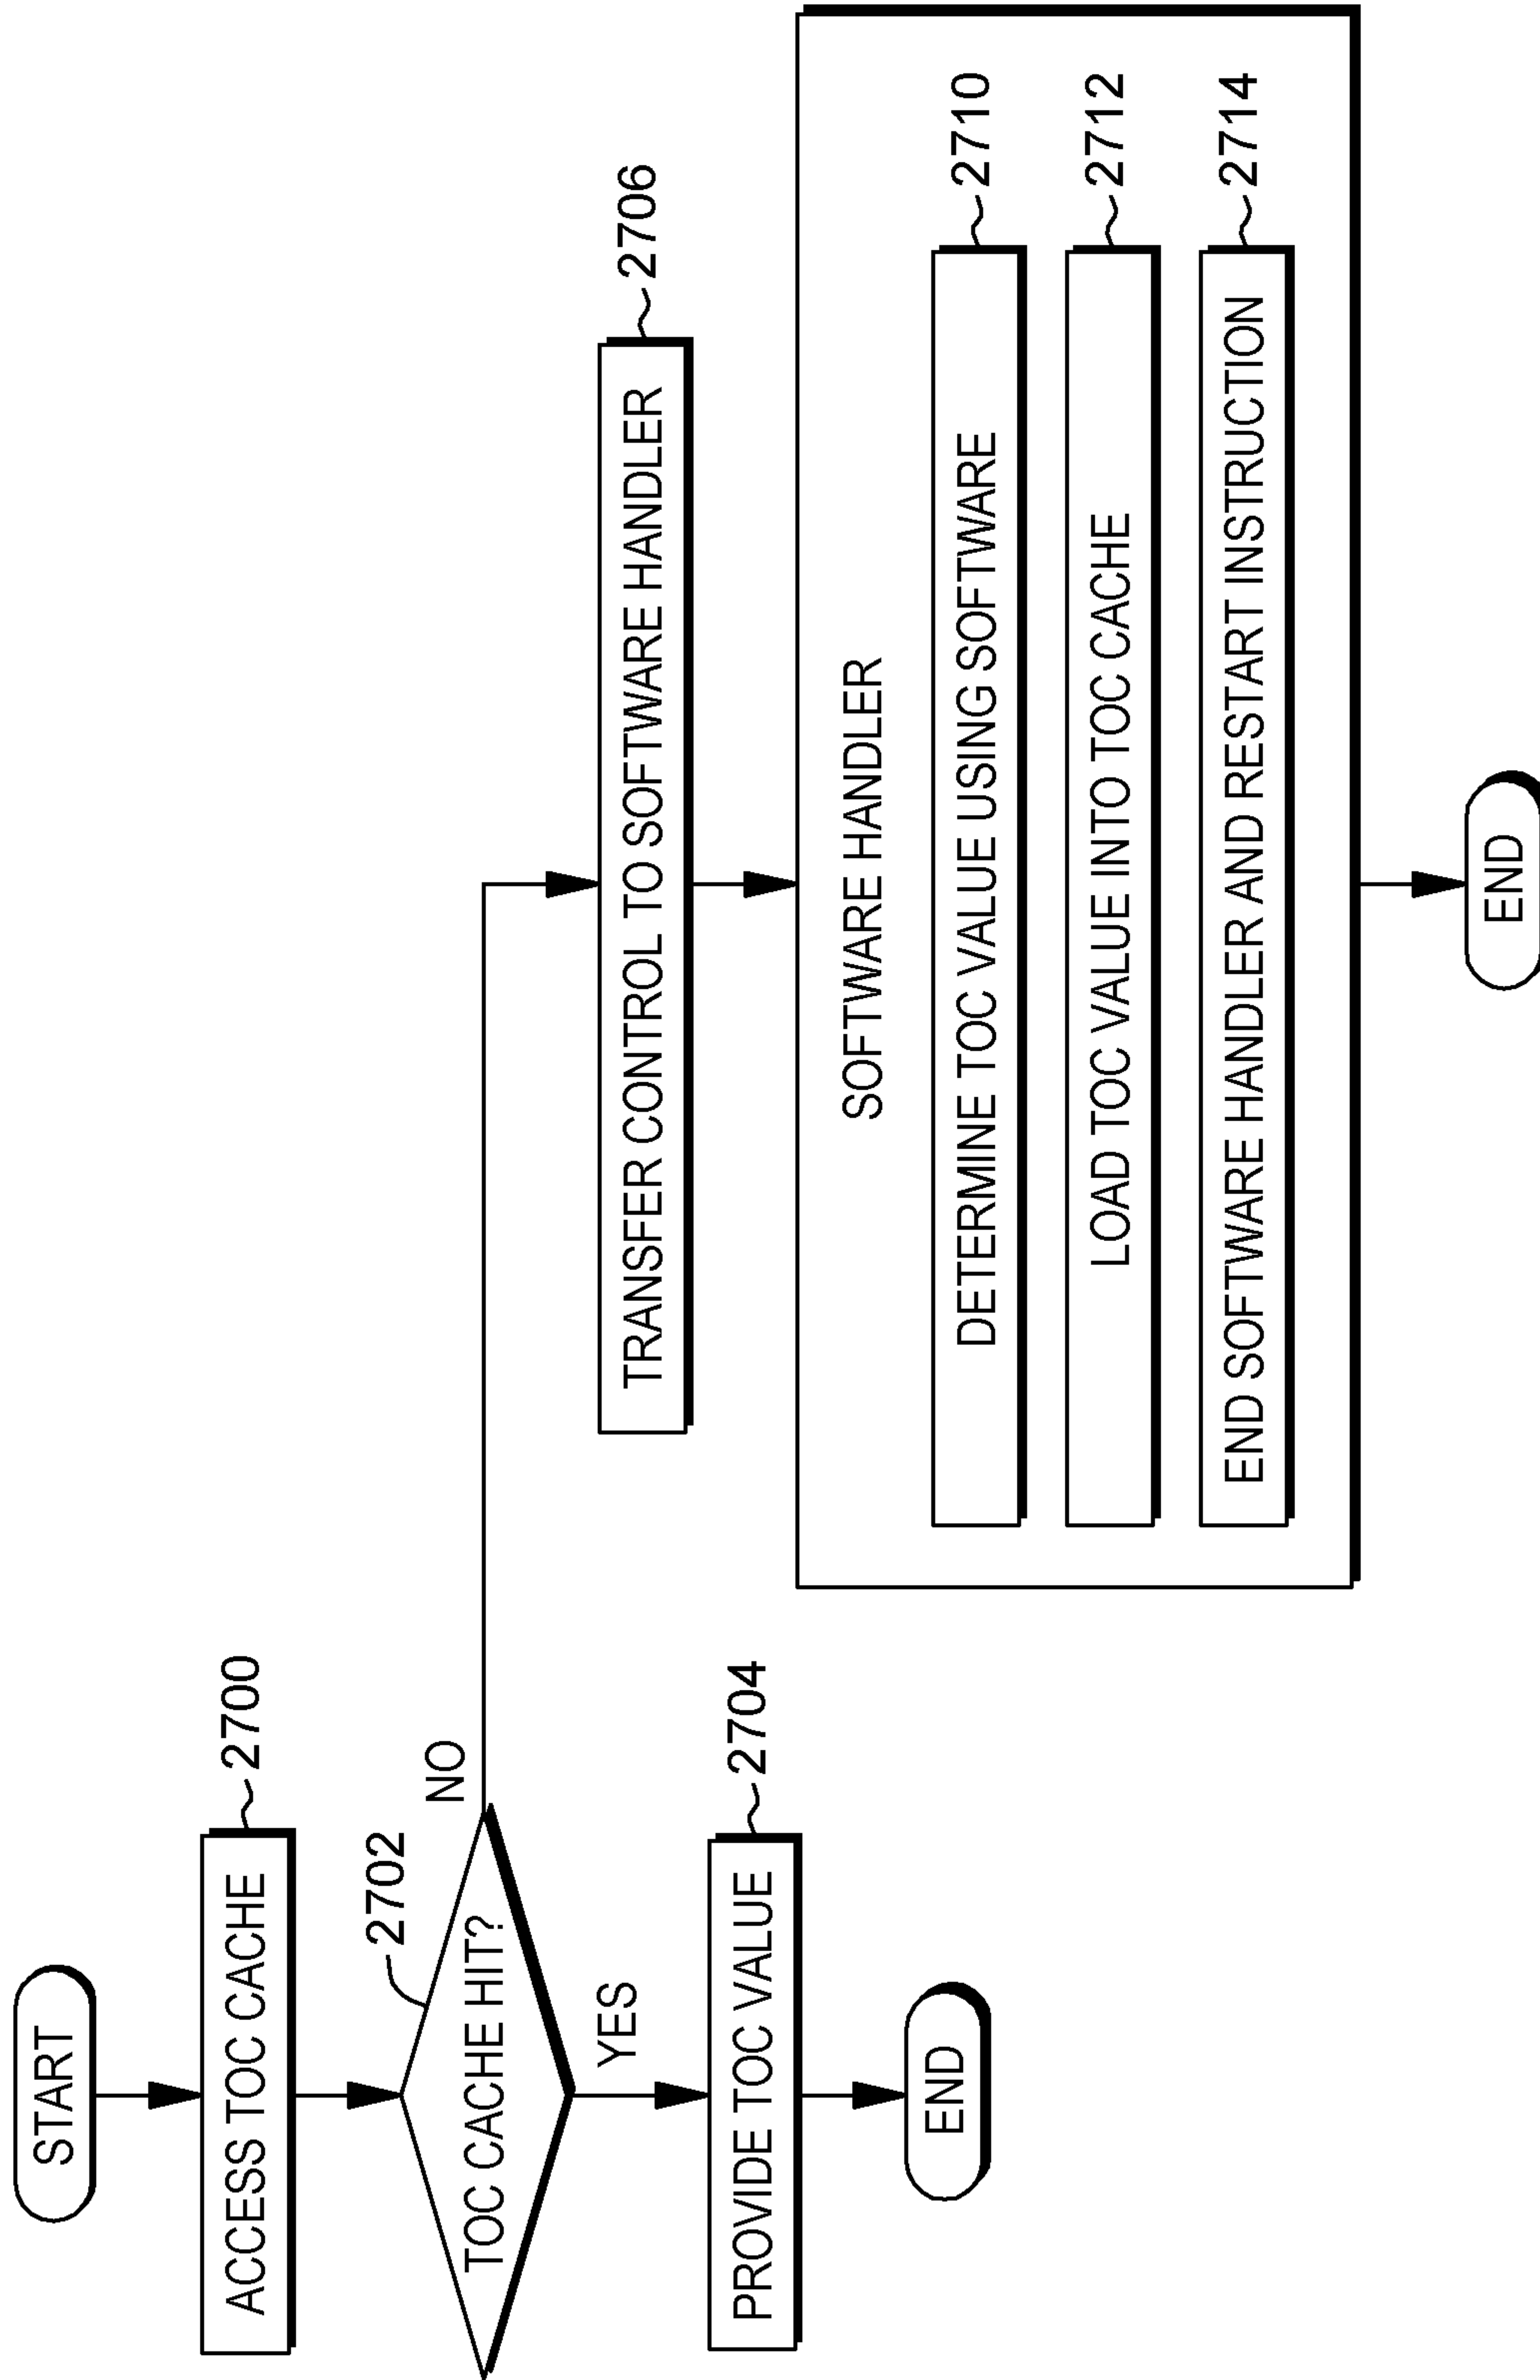 START
ACCESS TOC CACHE
2700
TOC CACHE HIT?
2702
NO
YES
PROVIDE TOC VALUE
2704
END
TRANSFER CONTROL TO SOFTWARE HANDLER
2706
SOFTWARE HANDLER
DETERMINE TOC VALUE USING SOFTWARE
2710
LOAD TOC VALUE INTO TOC CACHE
2712
END SOFTWARE HANDLER AND RESTART INSTRUCTION
2714
END